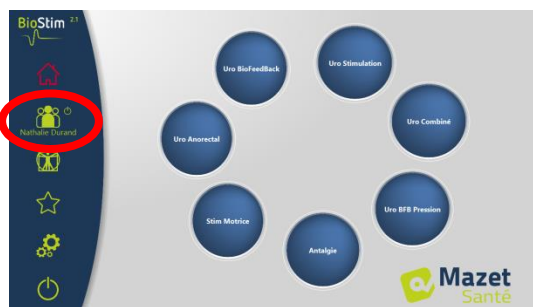 BioStim 2.1
Nathalie Durand
Uro BioFeedBack
Uro Stimulation
Uro Anorectal
Uro Combiné
Stim Motrice
Uro BFB Pression
Antalgie
Mazet
Santé